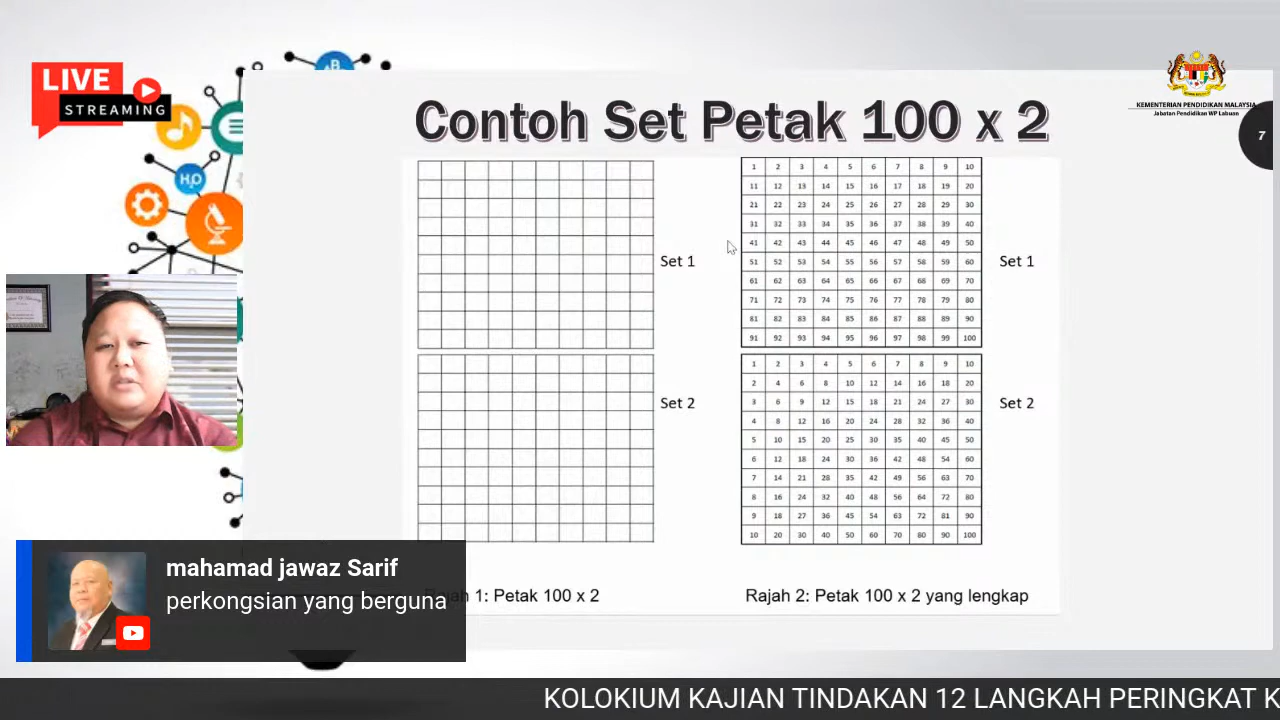 LIVE
STREAMING
KEMENTERIAN PENDIDIKAN MALAYSIA
Jabatan Pendidikan WP Labuan
7
B
H2O
Contoh Set Petak 100 x 2
Set 1
1 2 3 4 5 6 7 8 9 10
11 12 13 14 15 16 17 18 19 20
21 22 23 24 25 26 27 28 29 30
31 32 33 34 35 36 37 38 39 40
41 42 43 44 45 46 47 48 49 50
51 52 53 54 55 56 57 58 59 60
61 62 63 64 65 66 67 68 69 70
71 72 73 74 75 76 77 78 79 80
81 82 83 84 85 86 87 88 89 90
91 92 93 94 95 96 97 98 99 100
Set 1
Set 2
1 2 3 4 5 6 7 8 9 10
2 4 6 8 10 12 14 16 18 20
3 6 9 12 15 18 21 24 27 30
4 8 12 16 20 24 28 32 36 40
5 10 15 20 25 30 35 40 45 50
6 12 18 24 30 36 42 48 54 60
7 14 21 28 35 42 49 56 63 70
8 16 24 32 40 48 56 64 72 80
9 18 27 36 45 54 63 72 81 90
10 20 30 40 50 60 70 80 90 100
Set 2
Rajah 1: Petak 100 x 2
Rajah 2: Petak 100 x 2 yang lengkap
mahamad jawaz Sarif
perkongsian yang berguna
KOLOKIUM KAJIAN TINDAKAN 12 LANGKAH PERINGKAT K